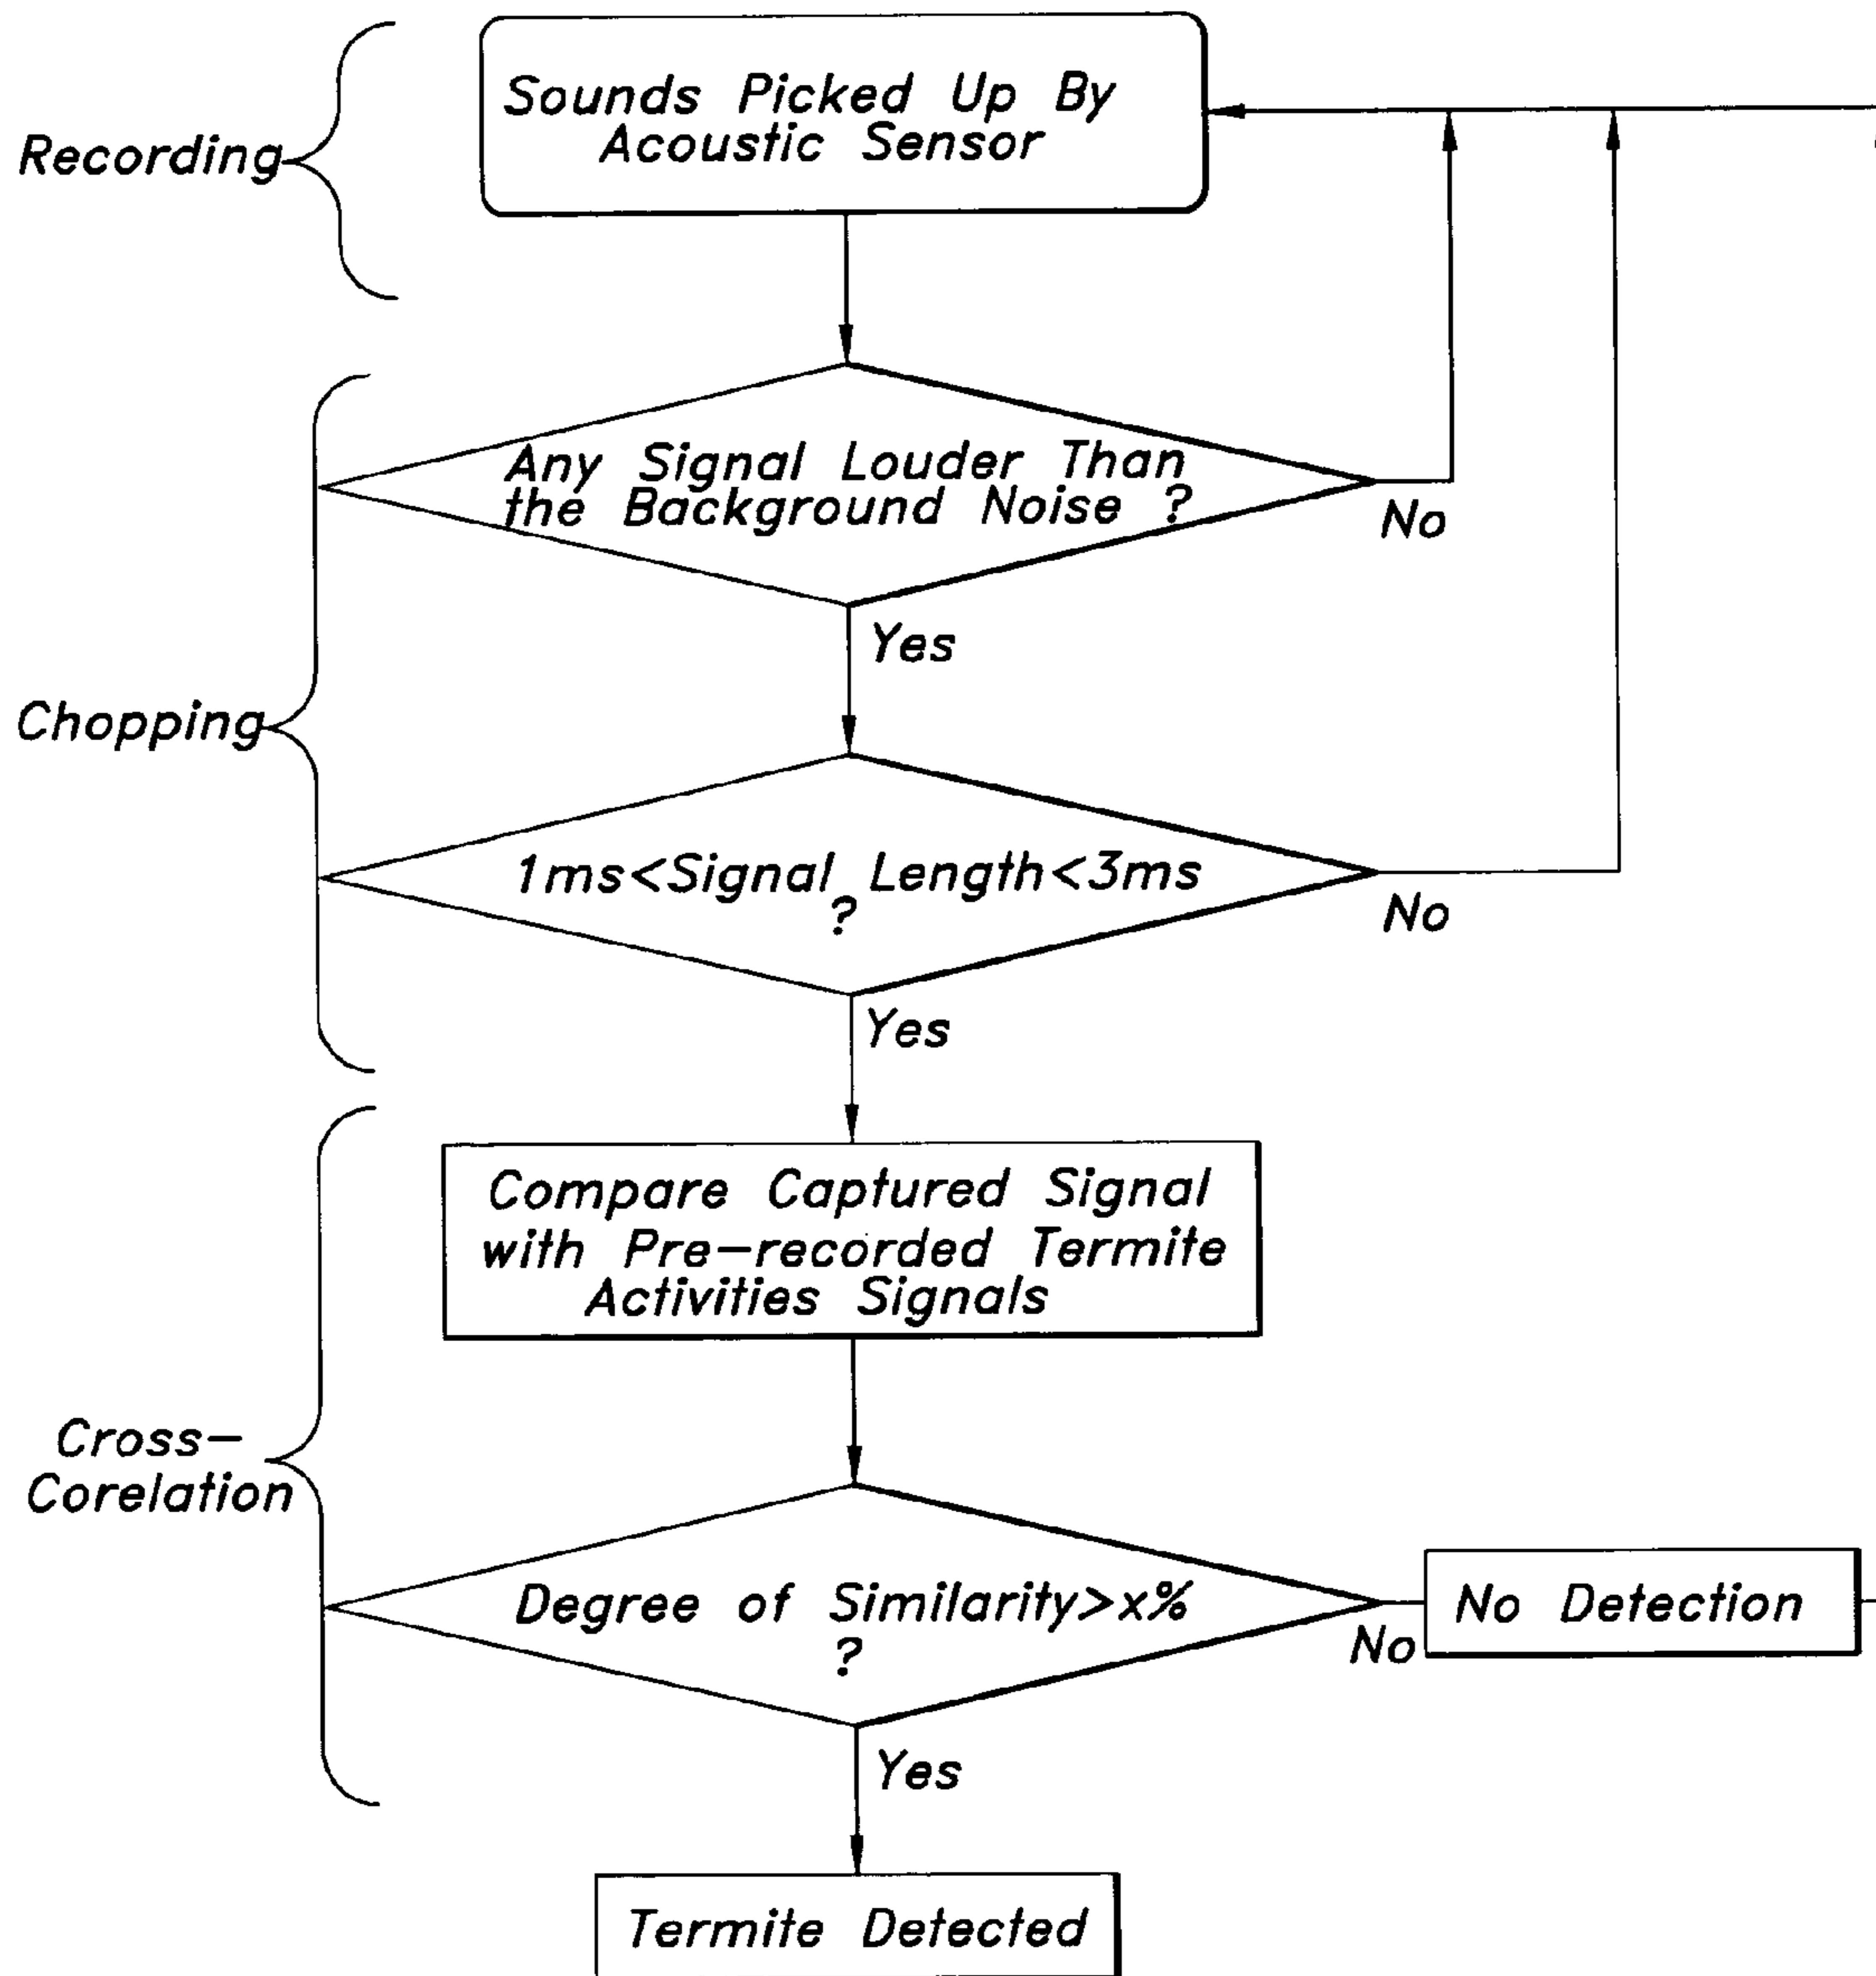 Sounds Picked Up By
Acoustic Sensor
Recording
Any Signal Louder Than
the Background Noise ?
No
Yes
Chopping
1ms<Signal Length<3ms
?
No
Yes
Compare Captured Signal
with Pre-recorded Termite
Activities Signals
Cross-
Corelation
Degree of Similarity>x%
?
No
No Detection
Yes
Termite Detected